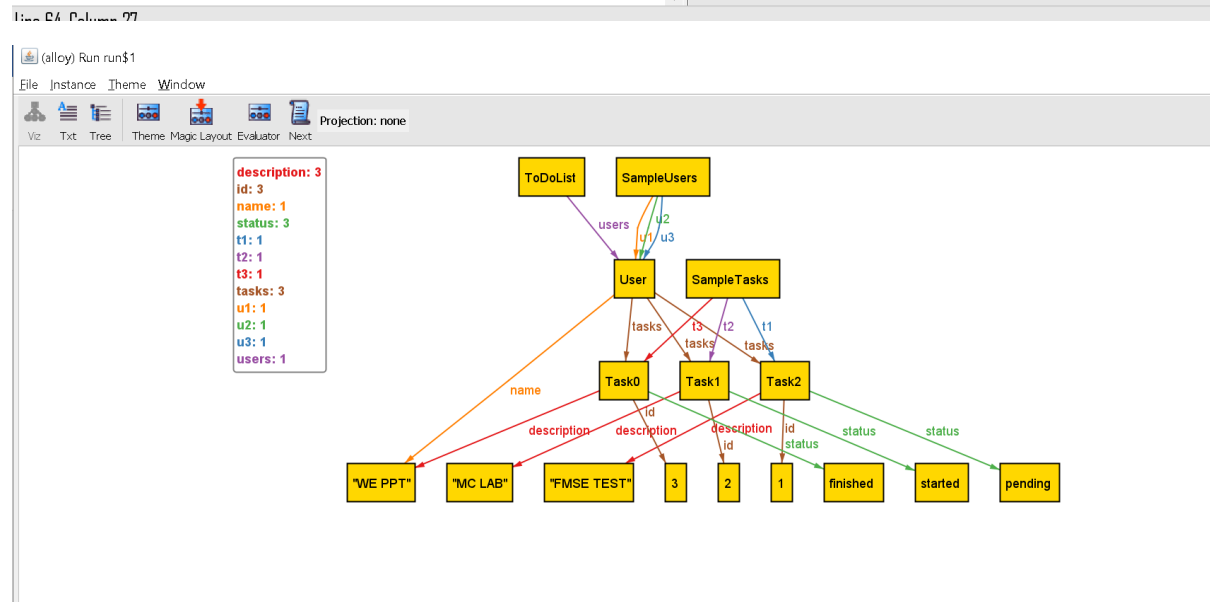 Line 64, Column 27
(alloy) Run run$1
File Instance Theme Window
Viz Txt Tree Theme Magic Layout Evaluator Next Projection: none
description: 3
id: 3
name: 1
status: 3
t1: 1
t2: 1
t3: 1
tasks: 3
u1: 1
u2: 1
u3: 1
users: 1
ToDoList SampleUsers
users u2
u1 u3
User SampleTasks
tasks t3 t2 t1
tasks tasks
Task0 Task1 Task2
name
id
description description description id status status
id status
"WE PPT" "MC LAB" "FMSE TEST" 3 2 1 finished started pending